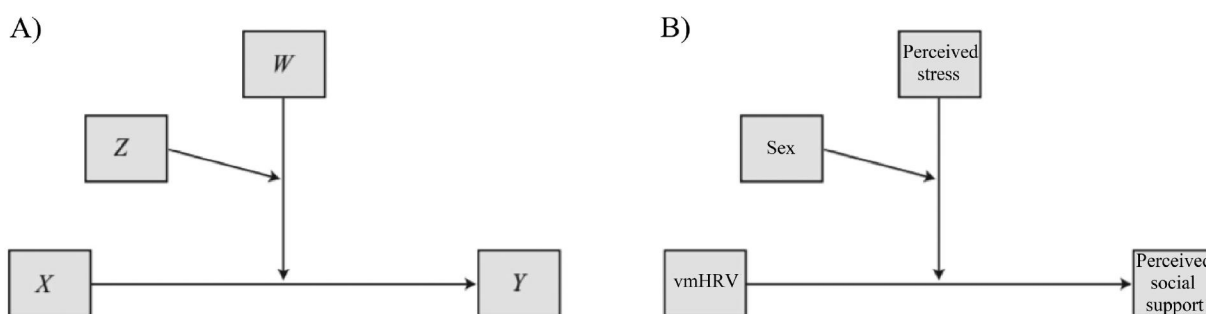 A)
W
Z
X
Y
B)
Perceived
stress
Sex
vmHRV
Perceived
social
support